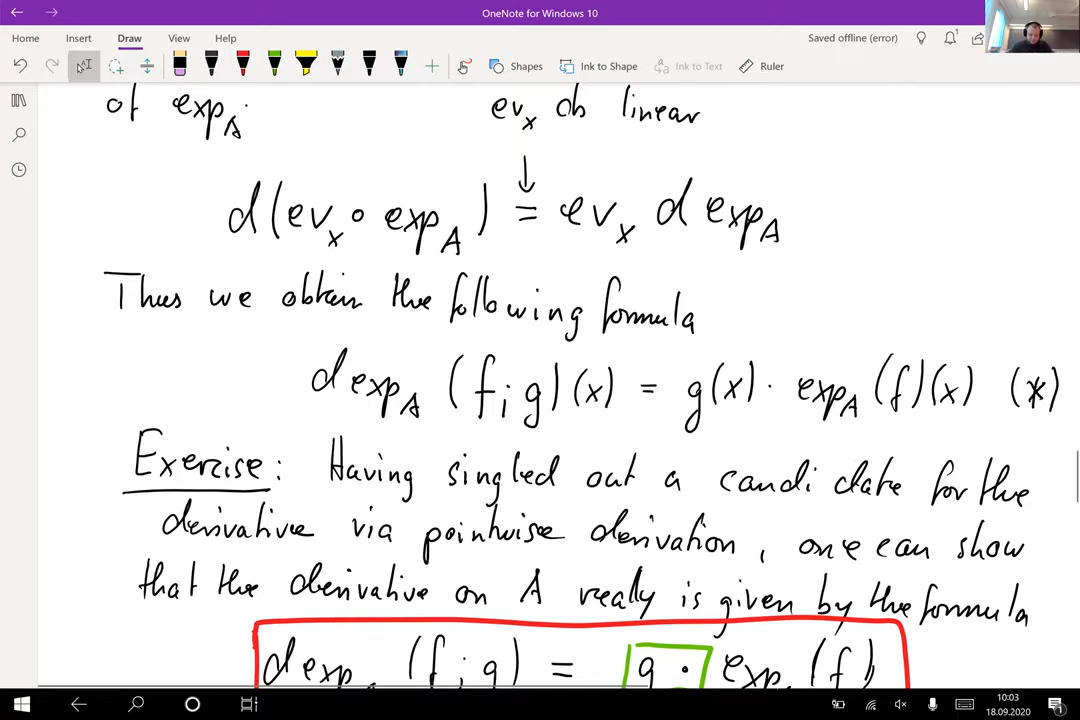 OneNote for Windows 10
Home Insert Draw View Help Saved offline (error)
Shapes Ink to Shape Ink to Text Ruler
of exp_A. ev_x cts linear
↓
d(ev_x ∘ exp_A) = ev_x d exp_A
Thus we obtain the following formula
d exp_A (f; g)(x) = g(x) · exp_A (f)(x) (*)
Exercise: Having singled out a candidate for the
derivative via pointwise derivation, one can show
that the derivative on A really is given by the formula
d exp_A (f; g) = g · exp_A (f)
10:03
18.09.2020